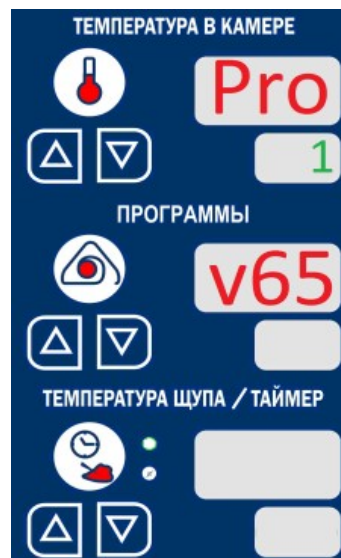 ТЕМПЕРАТУРА В КАМЕРЕ
Pro
1
ПРОГРАММЫ
v65
ТЕМПЕРАТУРА ЩУПА / ТАЙМЕР